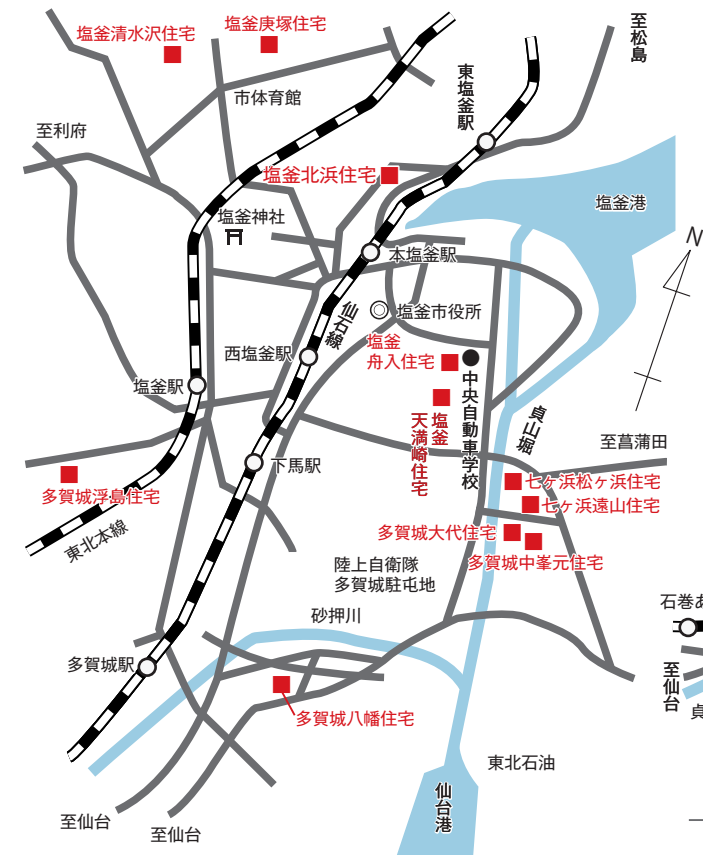 塩釜清水沢住宅
塩釜庚塚住宅
至松島
東塩釜駅
市体育館
至利府
塩釜北浜住宅
塩釜港
塩釜神社
N
本塩釜駅
塩釜市役所
仙石線
塩釜
舟入住宅
西塩釜駅
塩釜駅
中央自動車学校
塩釜
天満崎住宅
貞山堀
至菖蒲田
下馬駅
七ヶ浜松ヶ浜住宅
多賀城浮島住宅
七ヶ浜遠山住宅
多賀城大代住宅
東北本線
多賀城中峯元住宅
陸上自衛隊
多賀城駐屯地
石巻あ
砂押川
多賀城駅
至仙台
多賀城八幡住宅
貞
東北石油
仙台港
至仙台
至仙台